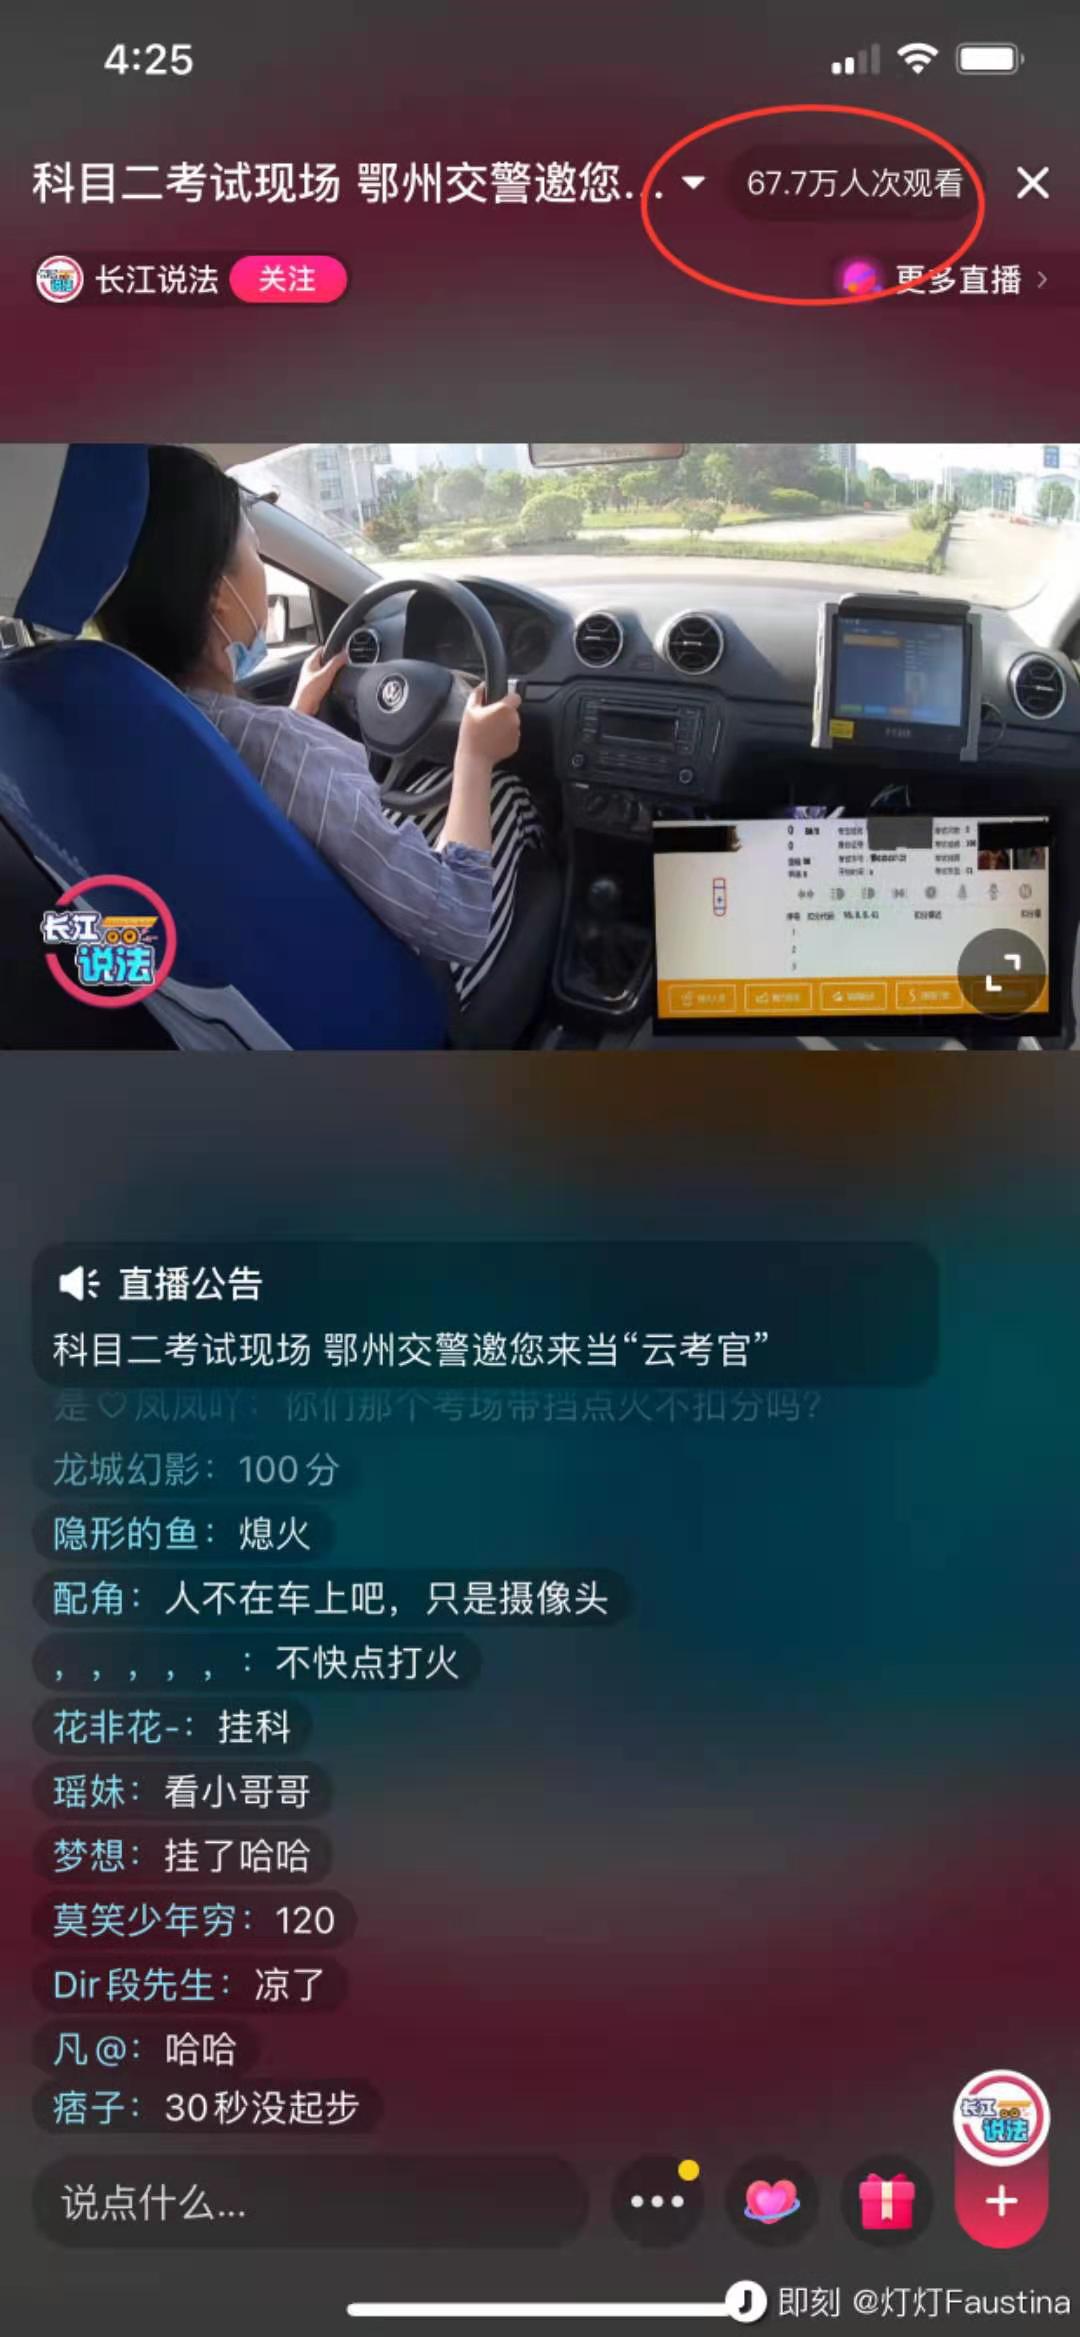 4:25
科目二考试现场 鄂州交警邀您...
67.7万人次观看
长江说法
关注
更多直播
长江
说法
直播公告
科目二考试现场 鄂州交警邀您来当“云考官”
是♡凤凤吖：你们那个考场带挡点火不扣分吗？
龙城幻影：100分
隐形的鱼：熄火
配角：人不在车上吧，只是摄像头
，，，，，：不快点打火
花非花-：挂科
瑶妹：看小哥哥
梦想：挂了哈哈
莫笑少年穷：120
Dir段先生：凉了
凡@：哈哈
痞子：30秒没起步
长江
说法
说点什么...
即刻 @灯灯Faustina